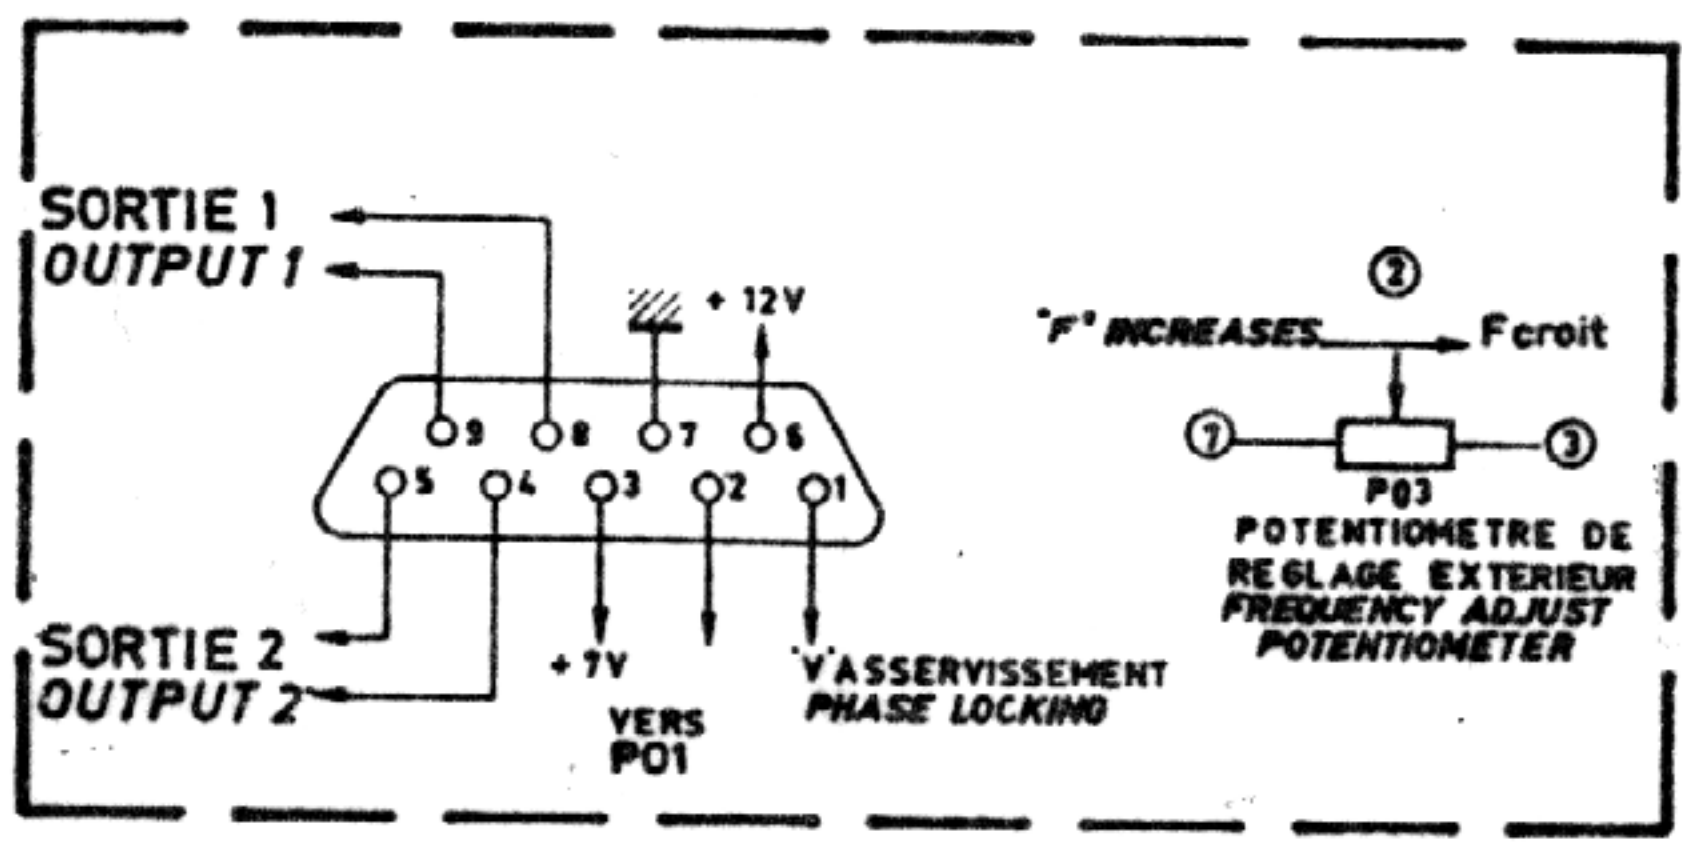 SORTIE 1
OUTPUT 1
+ 12V
9 8 7 6
5 4 3 2 1
SORTIE 2
OUTPUT 2
+ 7V
VERS
P01
"V" ASSERVISSEMENT
PHASE LOCKING
2
"F" INCREASES
F croit
7
3
P03
POTENTIOMETRE DE
REGLAGE EXTERIEUR
FREQUENCY ADJUST
POTENTIOMETER